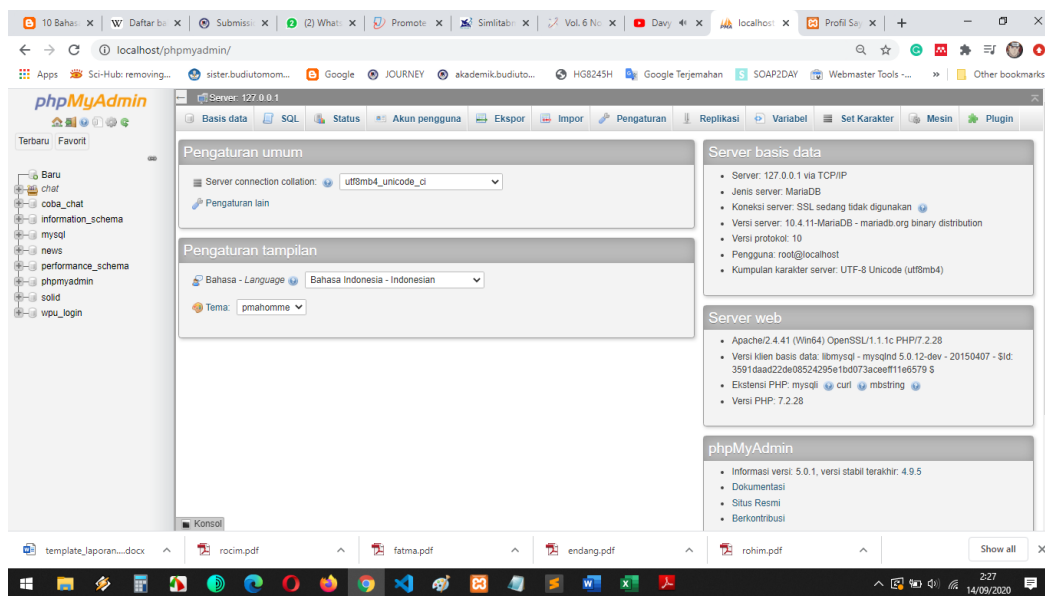 10 Bahas
Daftar ba
Submissi
(2) Whats
Promote
Simlitab
Vol. 6 No
Davy
localhost
Profil Say
localhost/phpmyadmin/
Apps
Sci-Hub: removing...
sister.budiutomom...
Google
JOURNEY
akademik.budiuto...
HG8245H
Google Terjemahan
SOAP2DAY
Webmaster Tools -...
»
Other bookmarks
phpMyAdmin
Terbaru
Favorit
Baru
chat
coba_chat
information_schema
mysql
news
performance_schema
phpmyadmin
solid
wpu_login
Server: 127.0.0.1
Basis data
SQL
Status
Akun pengguna
Ekspor
Impor
Pengaturan
Replikasi
Variabel
Set Karakter
Mesin
Plugin
Pengaturan umum
Server connection collation:
utf8mb4_unicode_ci
Pengaturan lain
Pengaturan tampilan
Bahasa - Language
Bahasa Indonesia - Indonesian
Tema:
pmahomme
Server basis data
Server: 127.0.0.1 via TCP/IP
Jenis server: MariaDB
Koneksi server: SSL sedang tidak digunakan
Versi server: 10.4.11-MariaDB - mariadb.org binary distribution
Versi protokol: 10
Pengguna: root@localhost
Kumpulan karakter server: UTF-8 Unicode (utf8mb4)
Server web
Apache/2.4.41 (Win64) OpenSSL/1.1.1c PHP/7.2.28
Versi klien basis data: libmysql - mysqlnd 5.0.12-dev - 20150407 - $Id:
3591daad22de08524295e1bd073aceeff11e6579 $
Ekstensi PHP: mysqli curl mbstring
Versi PHP: 7.2.28
phpMyAdmin
Informasi versi: 5.0.1, versi stabil terakhir: 4.9.5
Dokumentasi
Situs Resmi
Berkontribusi
Konsol
template_laporan....docx
rocim.pdf
fatma.pdf
endang.pdf
rohim.pdf
Show all
2:27
14/09/2020